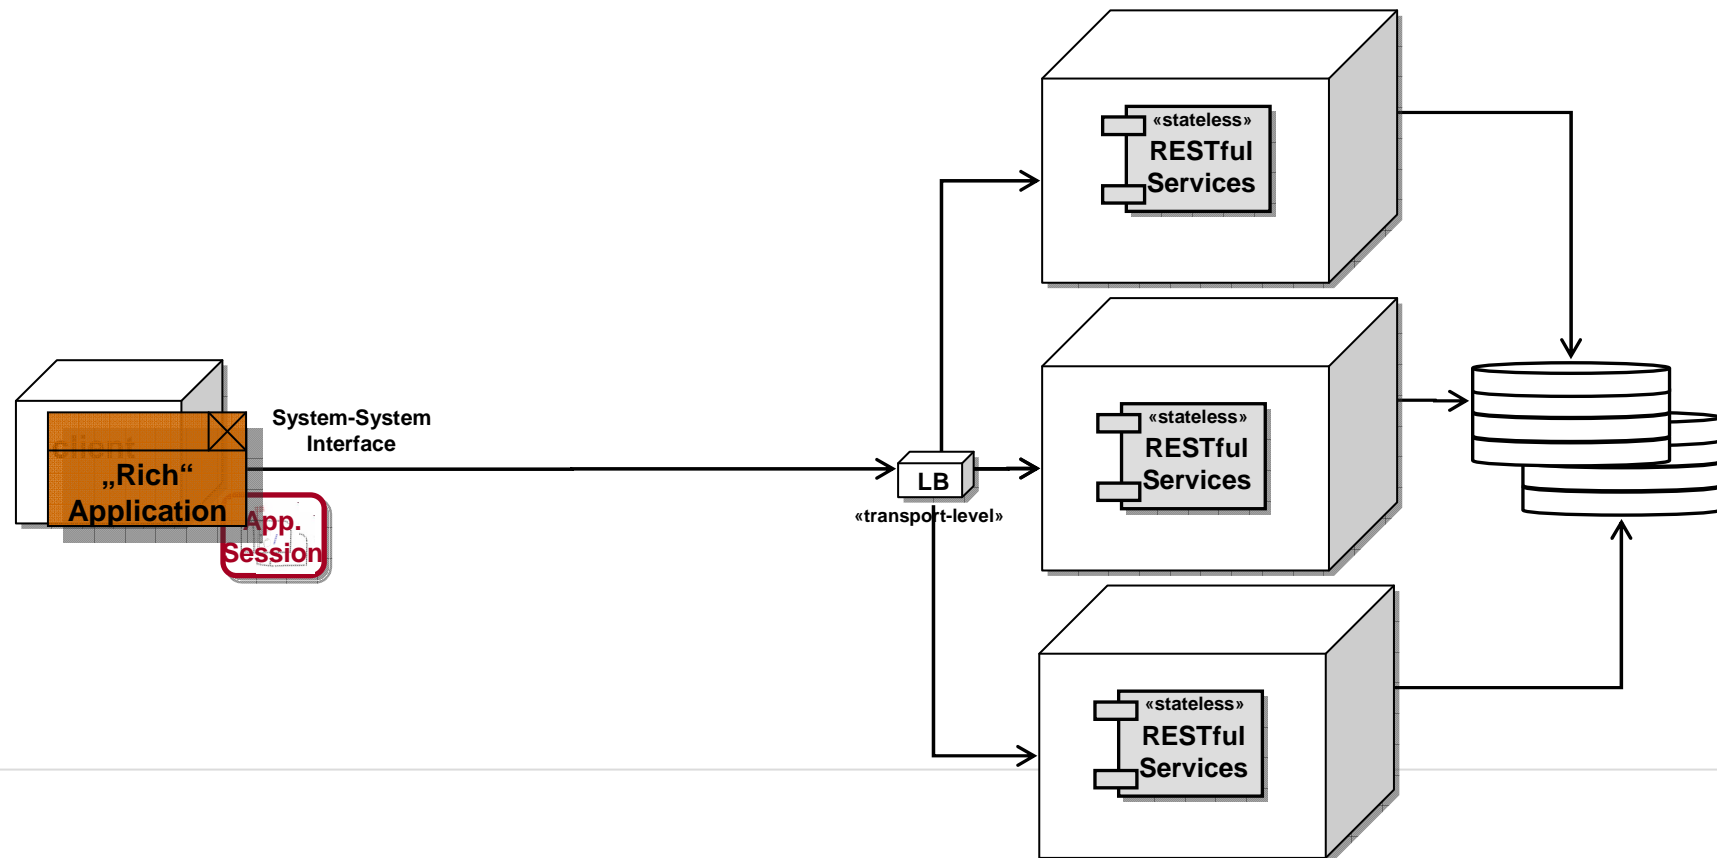 «stateless»
RESTful
Services
client
„Rich“
Application
App.
Session
System-System
Interface
LB
«transport-level»
«stateless»
RESTful
Services
«stateless»
RESTful
Services